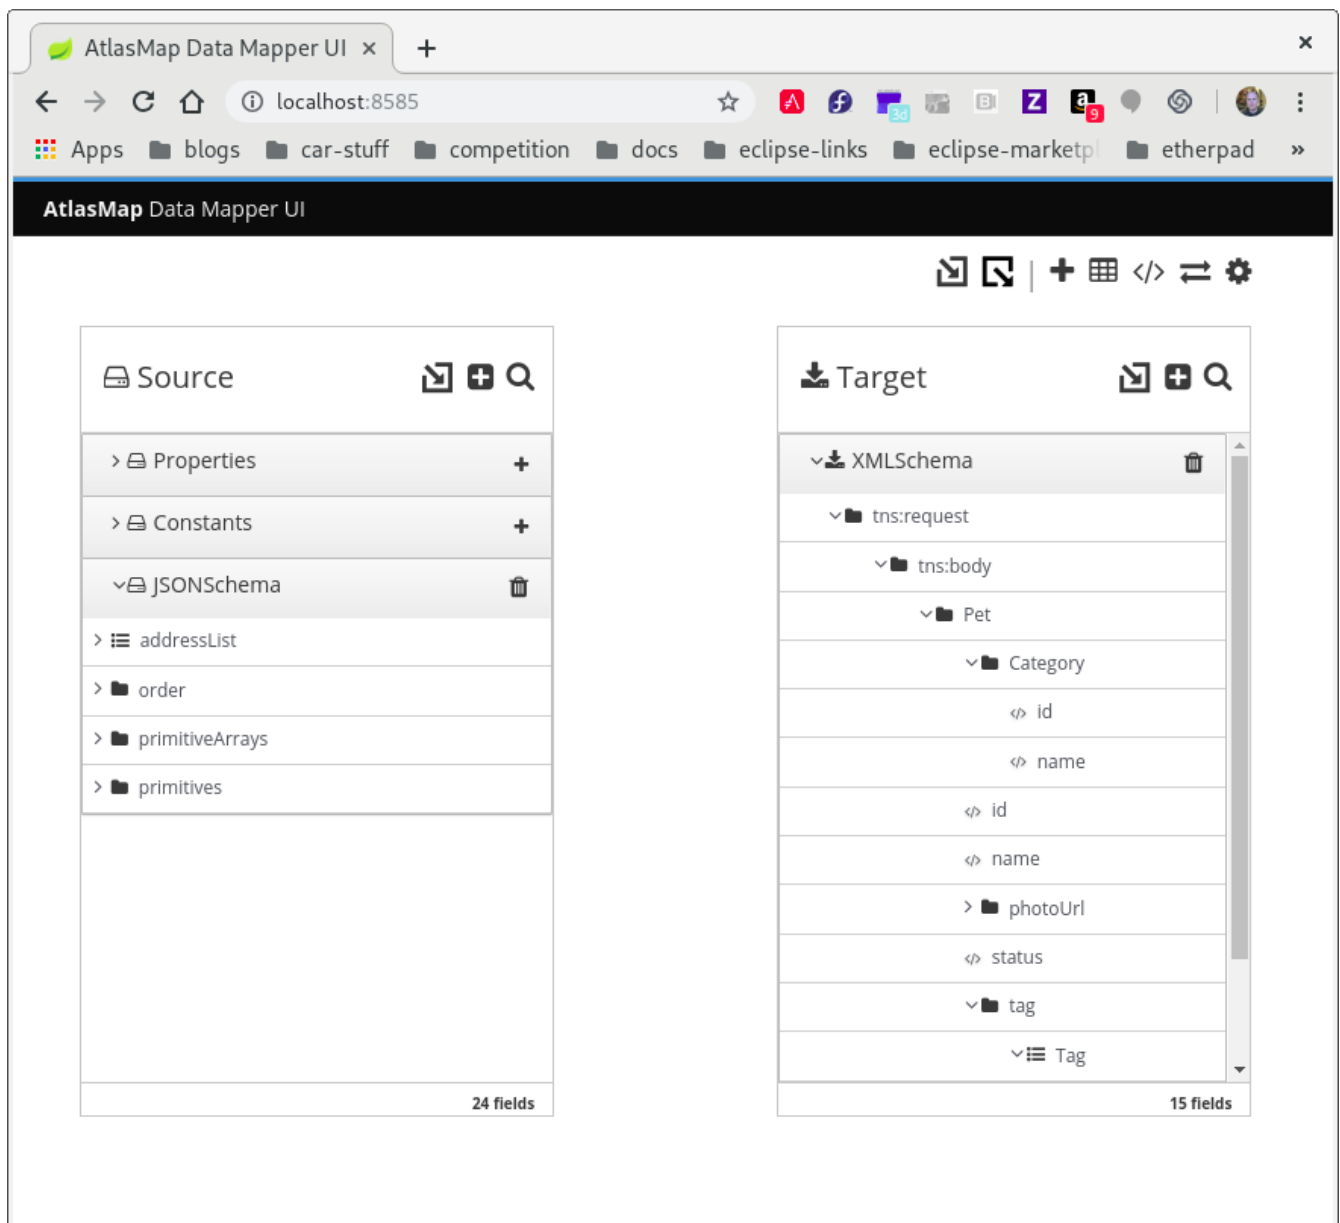 AtlasMap Data Mapper UI
localhost:8585
3d
B
Z
a
9
Apps blogs car-stuff competition docs eclipse-links eclipse-marketpl etherpad »
AtlasMap Data Mapper UI
Source
Properties
Constants
JSONSchema
addressList
order
primitiveArrays
primitives
24 fields
Target
XMLSchema
tns:request
tns:body
Pet
Category
id
name
id
name
photoUrl
status
tag
Tag
15 fields